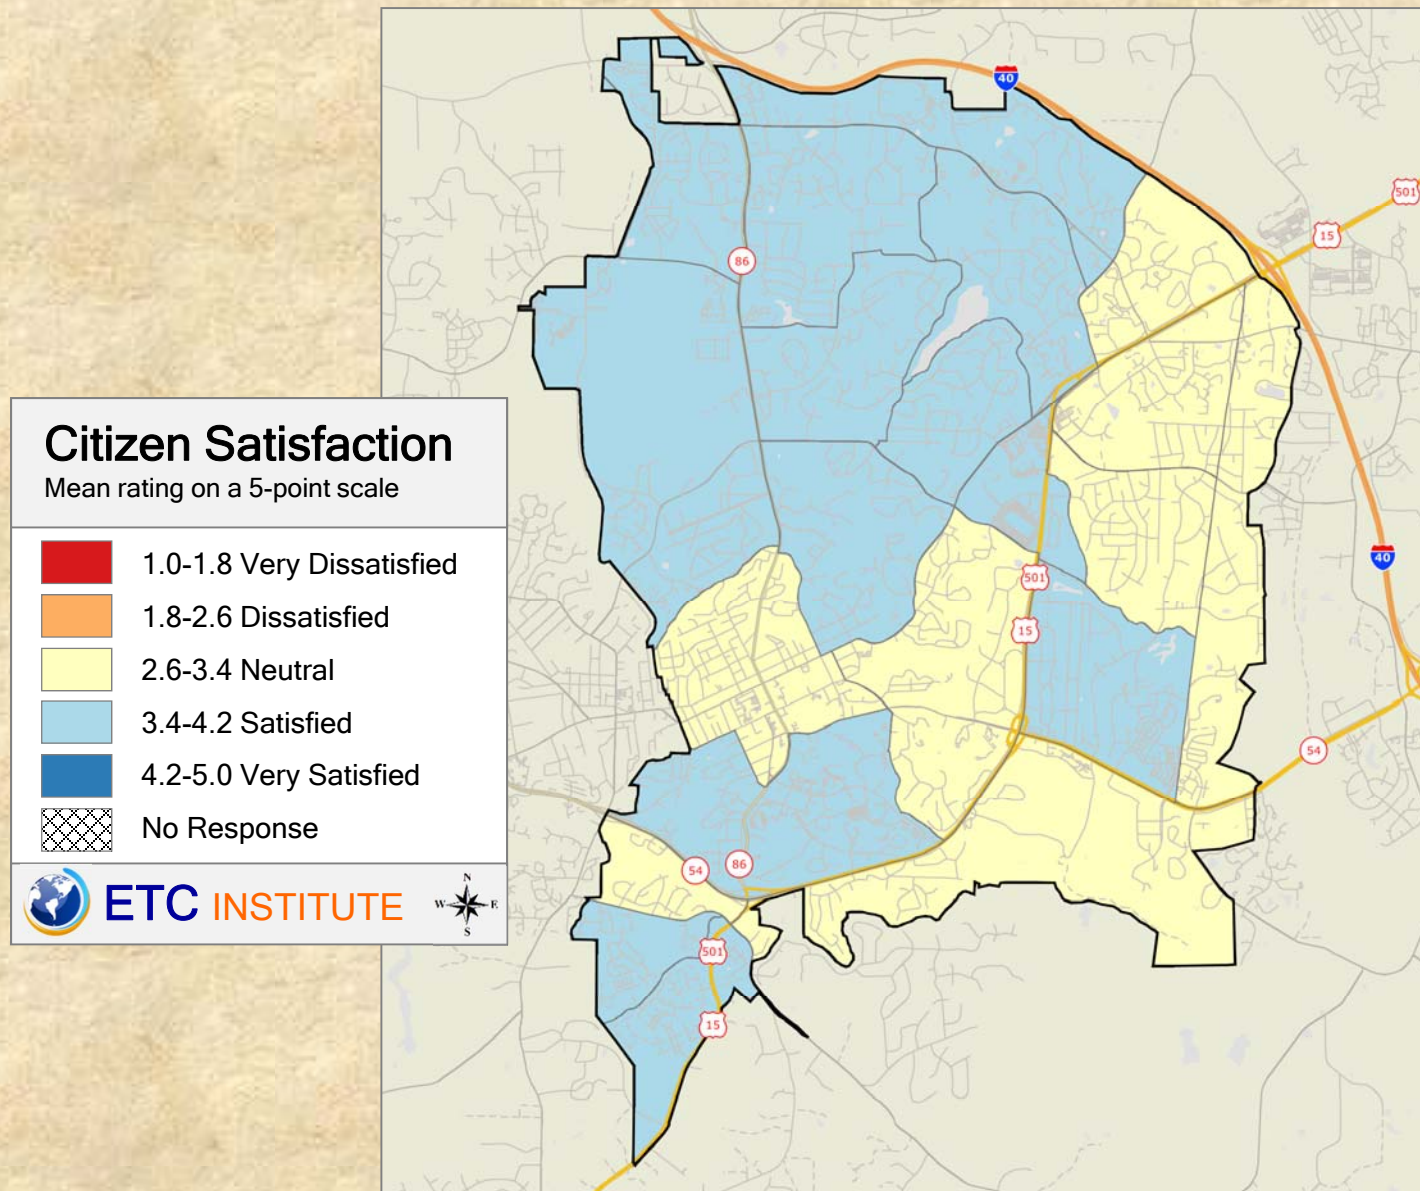 40
501
15
86
Citizen Satisfaction
Mean rating on a 5-point scale
1.0-1.8 Very Dissatisfied
1.8-2.6 Dissatisfied
2.6-3.4 Neutral
3.4-4.2 Satisfied
4.2-5.0 Very Satisfied
No Response
ETC INSTITUTE
N
W E
S
40
501
15
54
54
86
501
15